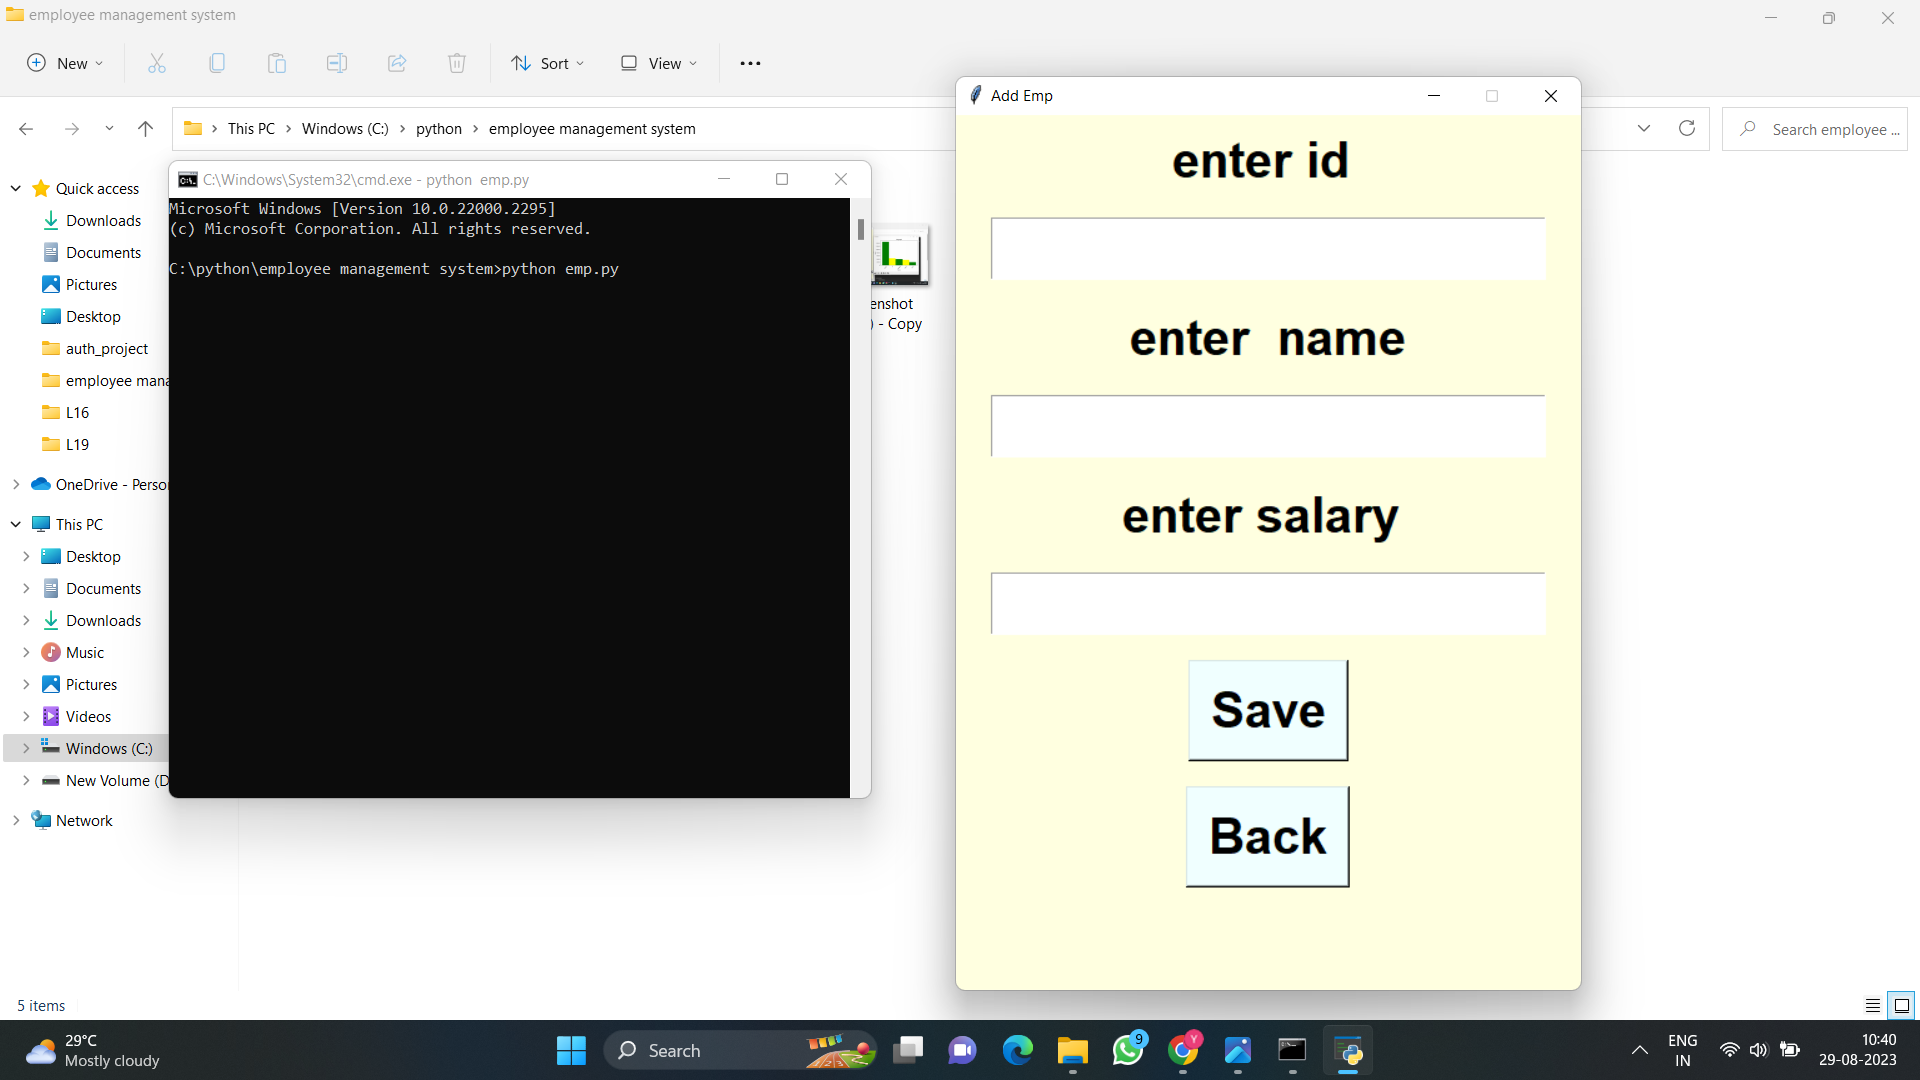 employee management system
New
Sort
View
This PC
Windows (C:)
python
employee management system
Search employee ...
Quick access
Downloads
Documents
Pictures
Desktop
auth_project
employee mana
L16
L19
OneDrive - Perso
This PC
Desktop
Documents
Downloads
Music
Pictures
Videos
Windows (C:)
New Volume (D
Network
5 items
C:\Windows\System32\cmd.exe - python  emp.py
Microsoft Windows [Version 10.0.22000.2295]
(c) Microsoft Corporation. All rights reserved.
C:\python\employee management system>python emp.py
enshot
) - Copy
Add Emp
enter id
enter  name
enter salary
Save
Back
29°C
Mostly cloudy
Search
9
Y
ENG
IN
10:40
29-08-2023